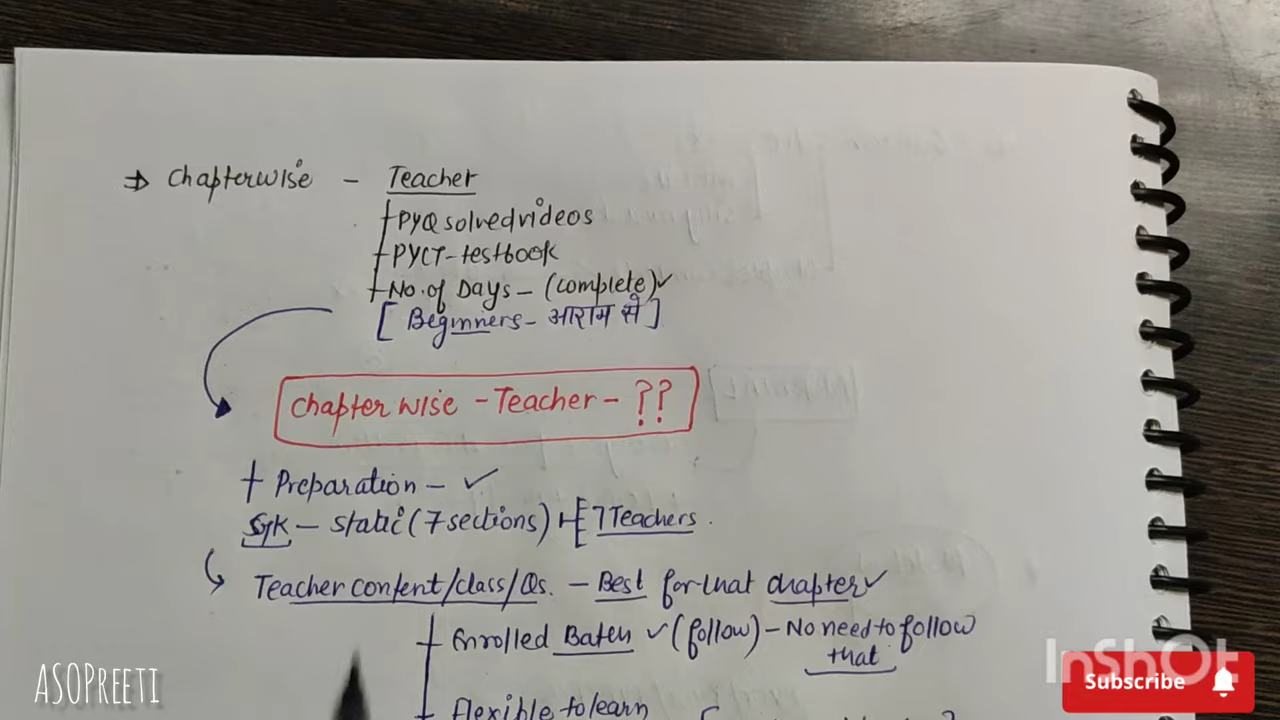 ⇒ Chapterwise - Teacher
PYQ solved videos
PYCT-testbook
No. of Days - (complete) ✓
[ Beginners - आराम से ]
Chapter wise - Teacher - ??
Preparation - ✓
GK - static (7 sections) [7 Teachers.
Teacher content/class/Qs. - Best for that chapter ✓
Enrolled Batch ✓ (follow) - No need to follow
that
Flexible to learn
InShOt
Subscribe
ASOPREETI